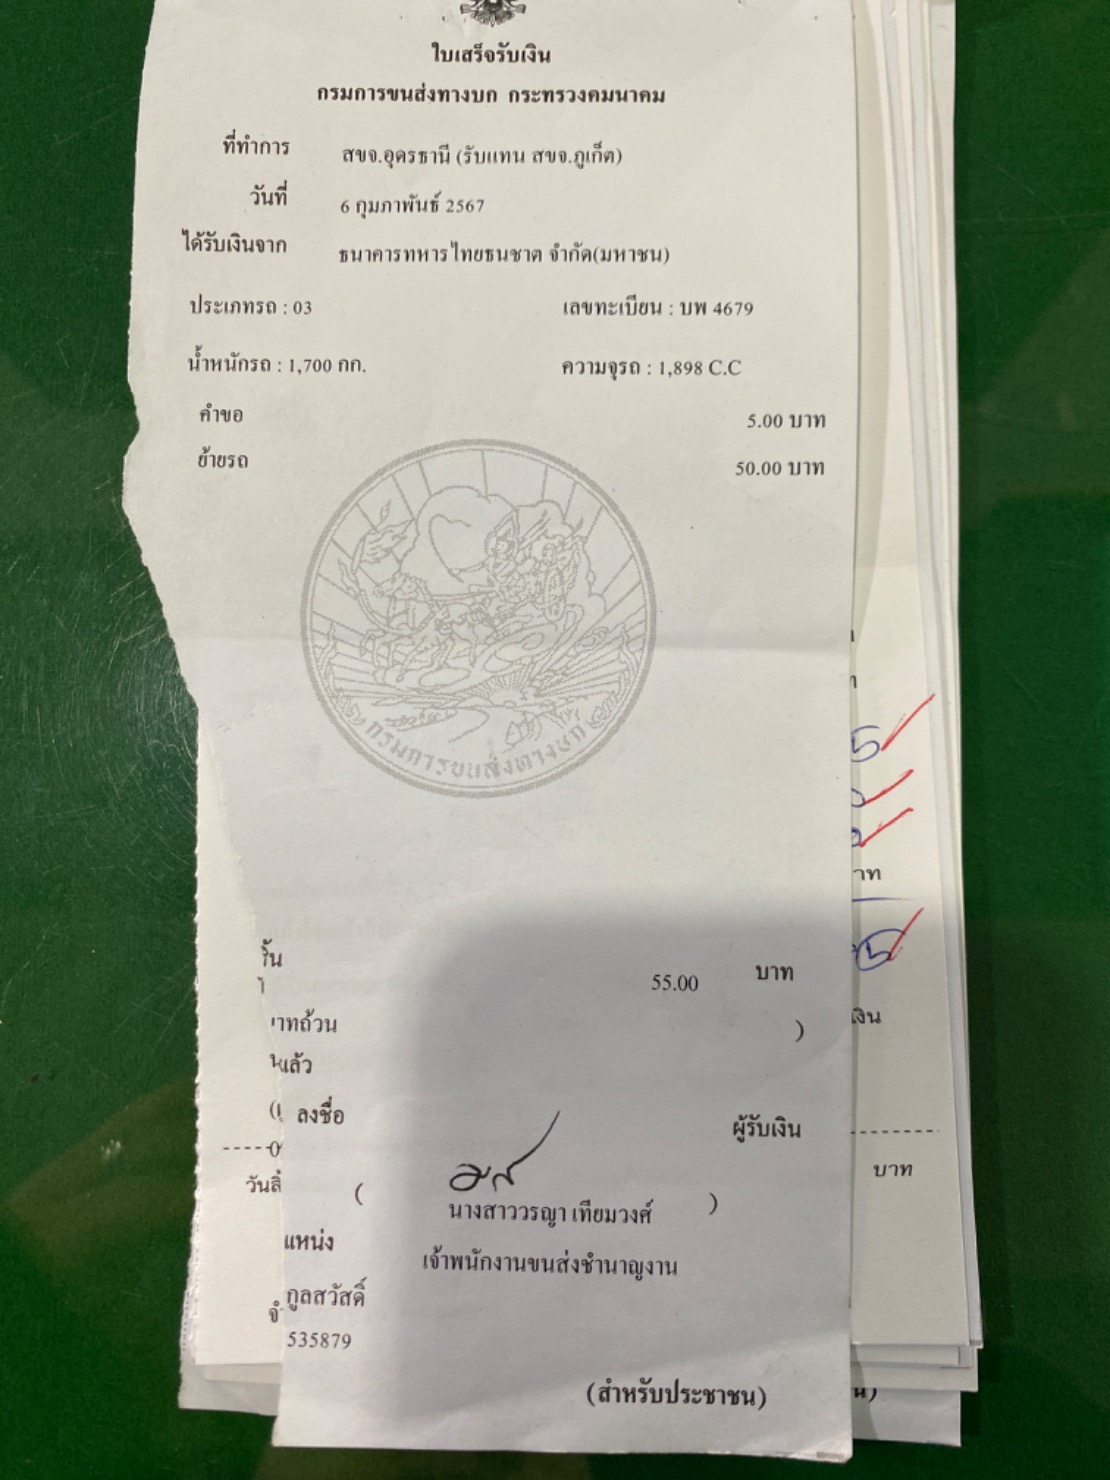 ใบเสร็จรับเงิน
กรมการขนส่งทางบก กระทรวงคมนาคม
ที่ทำการ สขจ.อุดรธานี (รับแทน สขจ.ภูเก็ต)
วันที่ 6 กุมภาพันธ์ 2567
ได้รับเงินจาก ธนาคารทหารไทยธนชาต จำกัด(มหาชน)
ประเภทรถ : 03 เลขทะเบียน : บพ 4679
น้ำหนักรถ : 1,700 กก. ความจุรถ : 1,898 C.C
คำขอ 5.00 บาท
ย้ายรถ 50.00 บาท
กรมการขนส่งทางบก
55.00 บาท
าทถ้วน )
แล้ว
ลงชื่อ ผู้รับเงิน
บาท
วันสิ้
( นางสาววรญา เทียมวงศ์ )
แหน่ง เจ้าพนักงานขนส่งชำนาญงาน
กูลสวัสดิ์
535879
(สำหรับประชาชน)